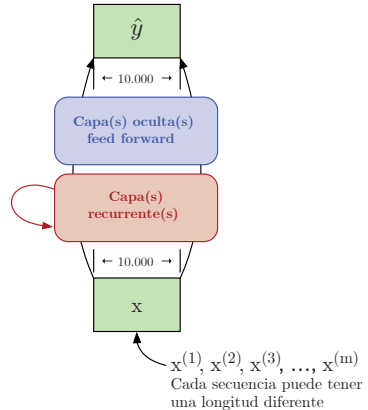 ŷ
← 10.000 →
Capa(s) oculta(s)
feed forward
Capa(s)
recurrente(s)
← 10.000 →
x
x(1), x(2), x(3), ..., x(m)
Cada secuencia puede tener
una longitud diferente